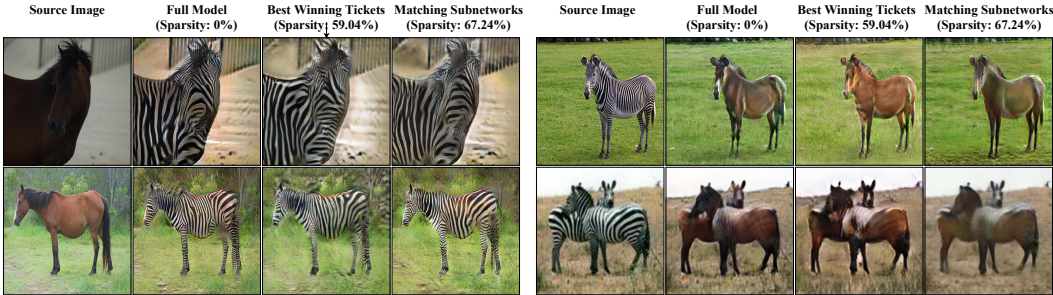 Source Image
Full Model
(Sparsity: 0%)
Best Winning Tickets
(Sparsity: 59.04%)
Matching Subnetworks
(Sparsity: 67.24%)
Source Image
Full Model
(Sparsity: 0%)
Best Winning Tickets
(Sparsity: 59.04%)
Matching Subnetworks
(Sparsity: 67.24%)